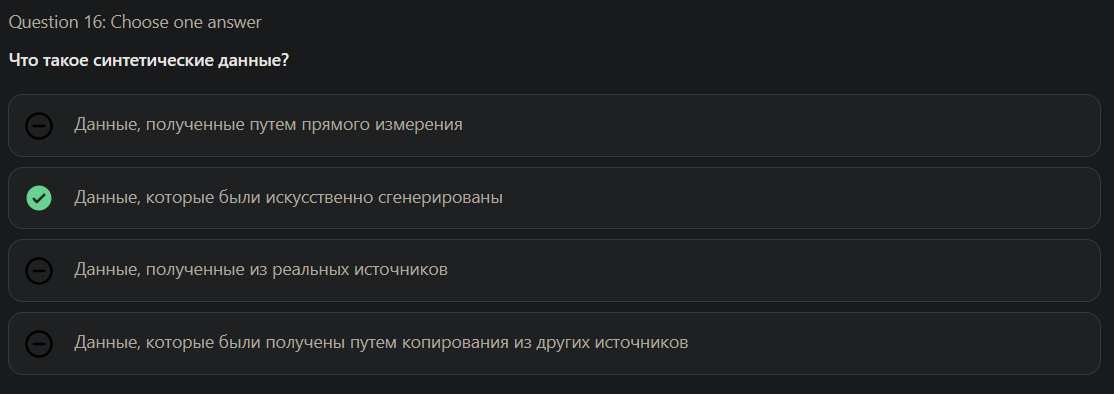 Question 16: Choose one answer
Что такое синтетические данные?
Данные, полученные путем прямого измерения
Данные, которые были искусственно сгенерированы
Данные, полученные из реальных источников
Данные, которые были получены путем копирования из других источников